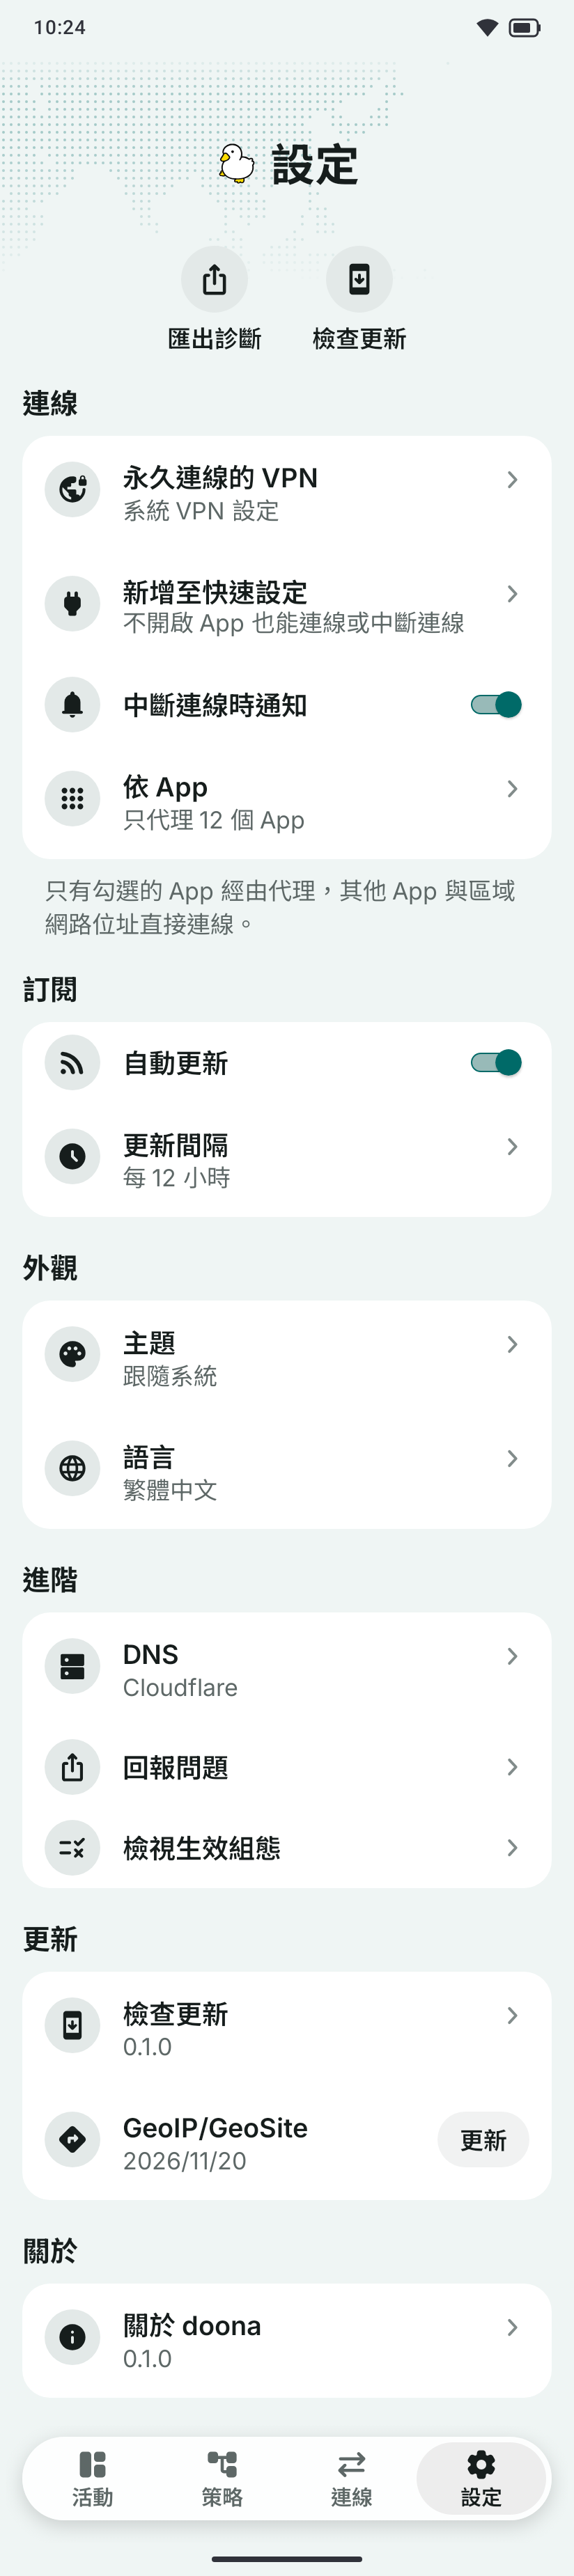 10:24
設定
匯出診斷
檢查更新
連線
永久連線的 VPN
系統 VPN 設定
新增至快速設定
不開啟 App 也能連線或中斷連線
中斷連線時通知
依 App
只代理 12 個 App
只有勾選的 App 經由代理，其他 App 與區域
網路位址直接連線。
訂閱
自動更新
更新間隔
每 12 小時
外觀
主題
跟隨系統
語言
繁體中文
進階
DNS
Cloudflare
回報問題
檢視生效組態
更新
檢查更新
0.1.0
GeoIP/GeoSite
2026/11/20
更新
關於
關於 doona
0.1.0
活動
策略
連線
設定